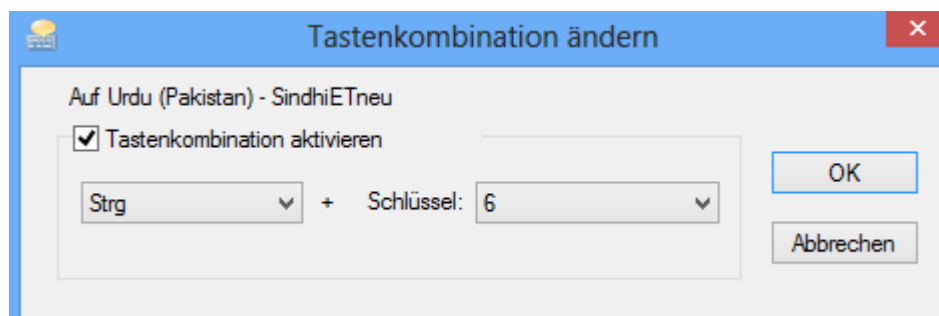 Tastenkombination ändern
Auf Urdu (Pakistan) - SindhiETneu
Tastenkombination aktivieren
Strg + Schlüssel: 6
OK
Abbrechen